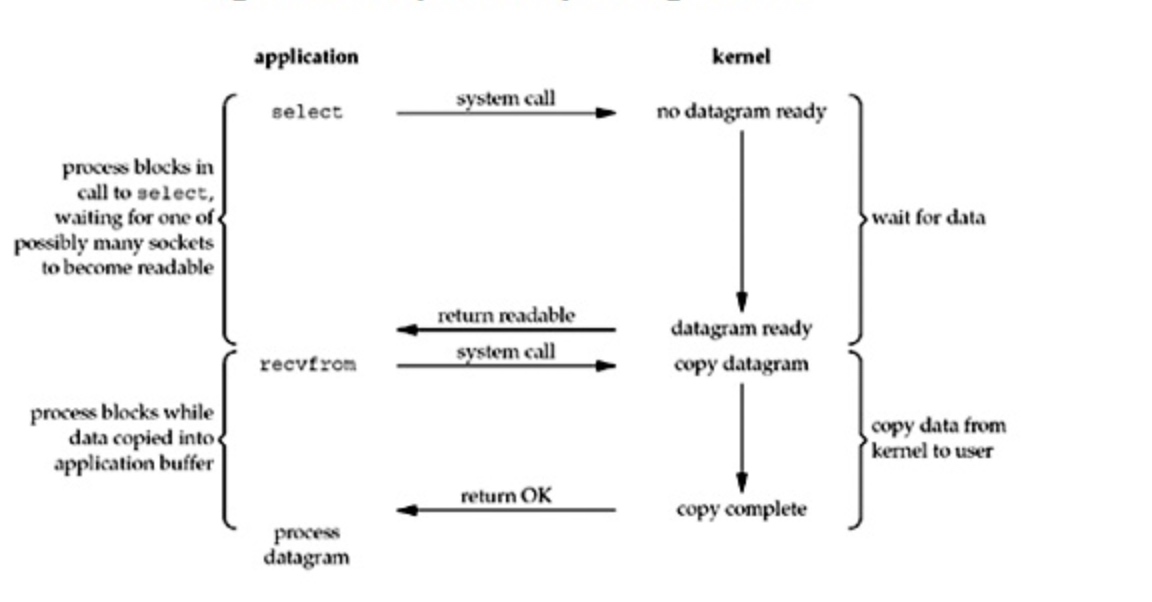 application
kernel
select
system call
no datagram ready
process blocks in
call to select,
waiting for one of
possibly many sockets
to become readable
wait for data
return readable
datagram ready
recvfrom
system call
copy datagram
process blocks while
data copied into
application buffer
copy data from
kernel to user
return OK
copy complete
process
datagram